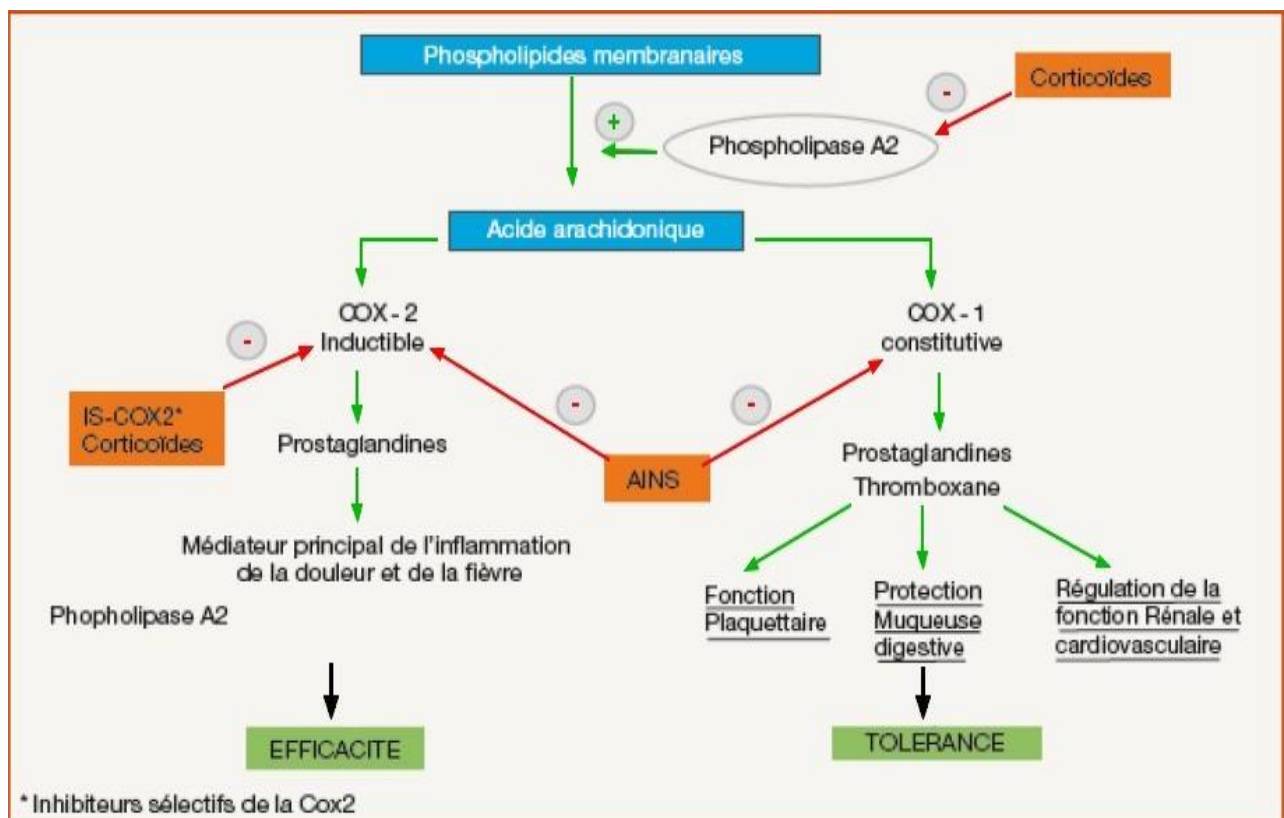 Phospholipides membranaires
Corticoïdes
-
+
Phospholipase A2
Acide arachidonique
COX - 2
Inductible
COX - 1
constitutive
-
IS-COX2*
Corticoïdes
-
-
Prostaglandines
AINS
Prostaglandines
Thromboxane
Médiateur principal de l'inflammation
de la douleur et de la fièvre
Phopholipase A2
Fonction
Plaquettaire
Protection
Muqueuse
digestive
Régulation de la
fonction Rénale et
cardiovasculaire
EFFICACITE
TOLERANCE
* Inhibiteurs sélectifs de la Cox2